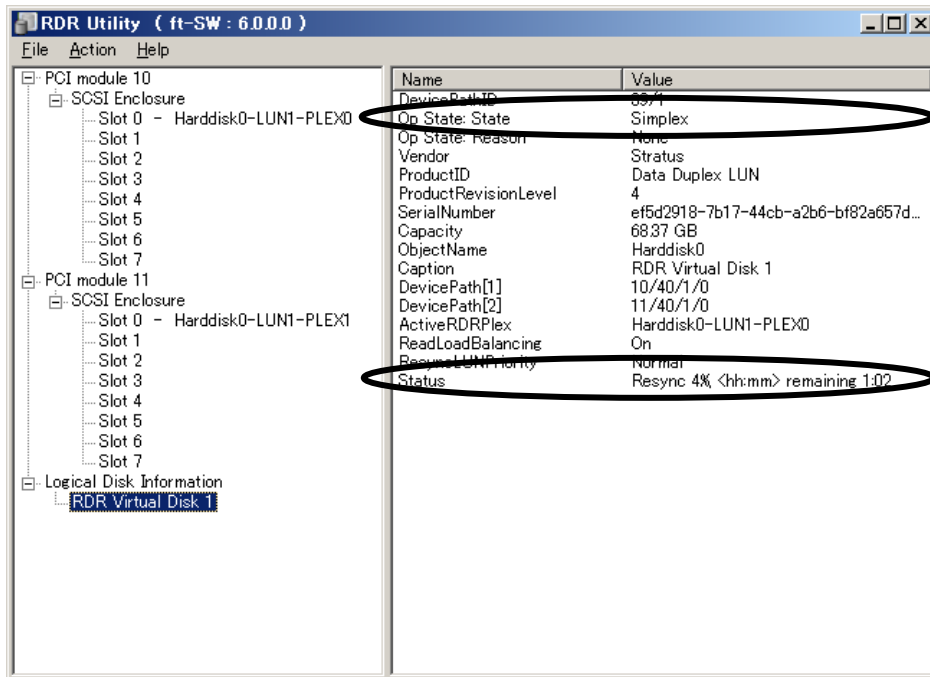 RDR Utility ( ft-SW : 6.0.0.0 )
File Action Help
PCI module 10
SCSI Enclosure
Slot 0 - Harddisk0-LUN1-PLEX0
Slot 1
Slot 2
Slot 3
Slot 4
Slot 5
Slot 6
Slot 7
PCI module 11
SCSI Enclosure
Slot 0 - Harddisk0-LUN1-PLEX1
Slot 1
Slot 2
Slot 3
Slot 4
Slot 5
Slot 6
Slot 7
Logical Disk Information
RDR Virtual Disk 1
Name Value
DevicePathID 89/1
Op State: State Simplex
Op State: Reason None
Vendor Stratus
ProductID Data Duplex LUN
ProductRevisionLevel 4
SerialNumber ef5d2918-7b17-44cb-a2b6-bf82a657d...
Capacity 68.37 GB
ObjectName Harddisk0
Caption RDR Virtual Disk 1
DevicePath[1] 10/40/1/0
DevicePath[2] 11/40/1/0
ActiveRDRPlex Harddisk0-LUN1-PLEX0
ReadLoadBalancing On
ResyncLUNPriority Normal
Status Resync 4%, <hh:mm> remaining 1:02